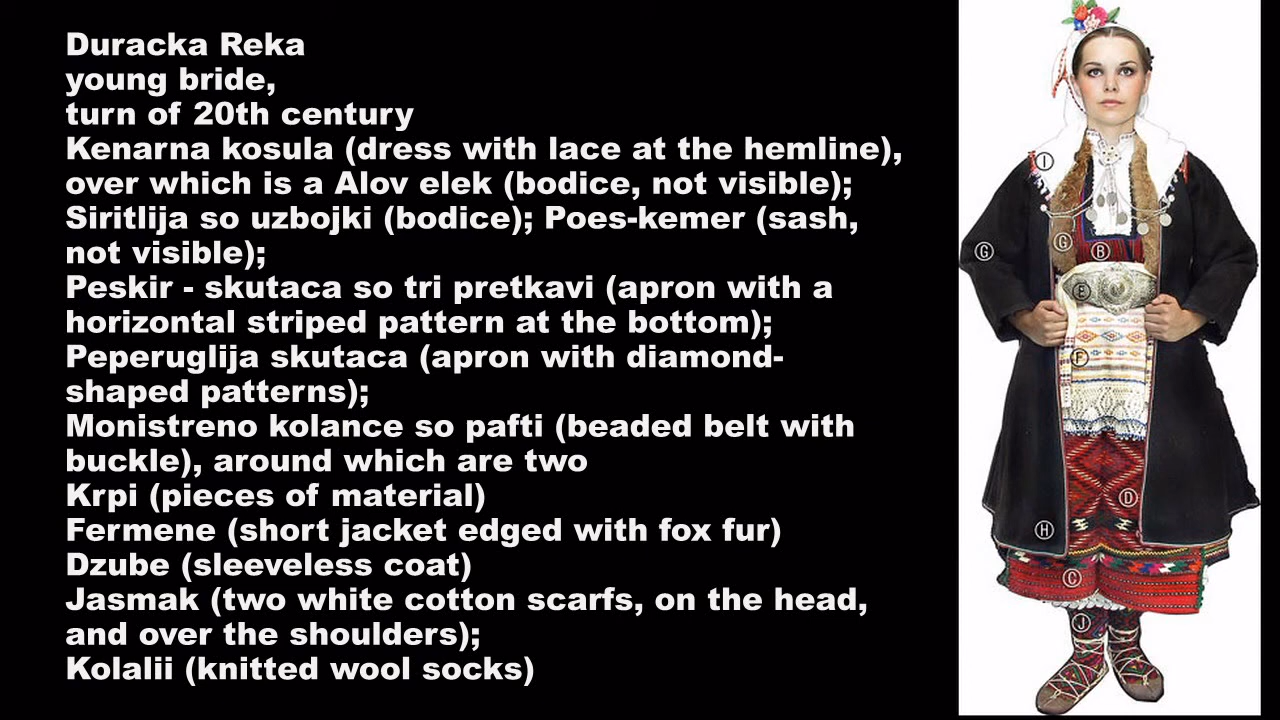 Duracka Reka
young bride,
turn of 20th century
Kenarna kosula (dress with lace at the hemline),
over which is a Alov elek (bodice, not visible);
Siritlija so uzbojki (bodice); Poes-kemer (sash,
not visible);
Peskir - skutaca so tri pretkavi (apron with a
horizontal striped pattern at the bottom);
Peperuglija skutaca (apron with diamond-
shaped patterns);
Monistreno kolance so pafti (beaded belt with
buckle), around which are two
Krpi (pieces of material)
Fermene (short jacket edged with fox fur)
Dzube (sleeveless coat)
Jasmak (two white cotton scarfs, on the head,
and over the shoulders);
Kolalii (knitted wool socks)
I
G
G
B
E
F
D
H
C
J